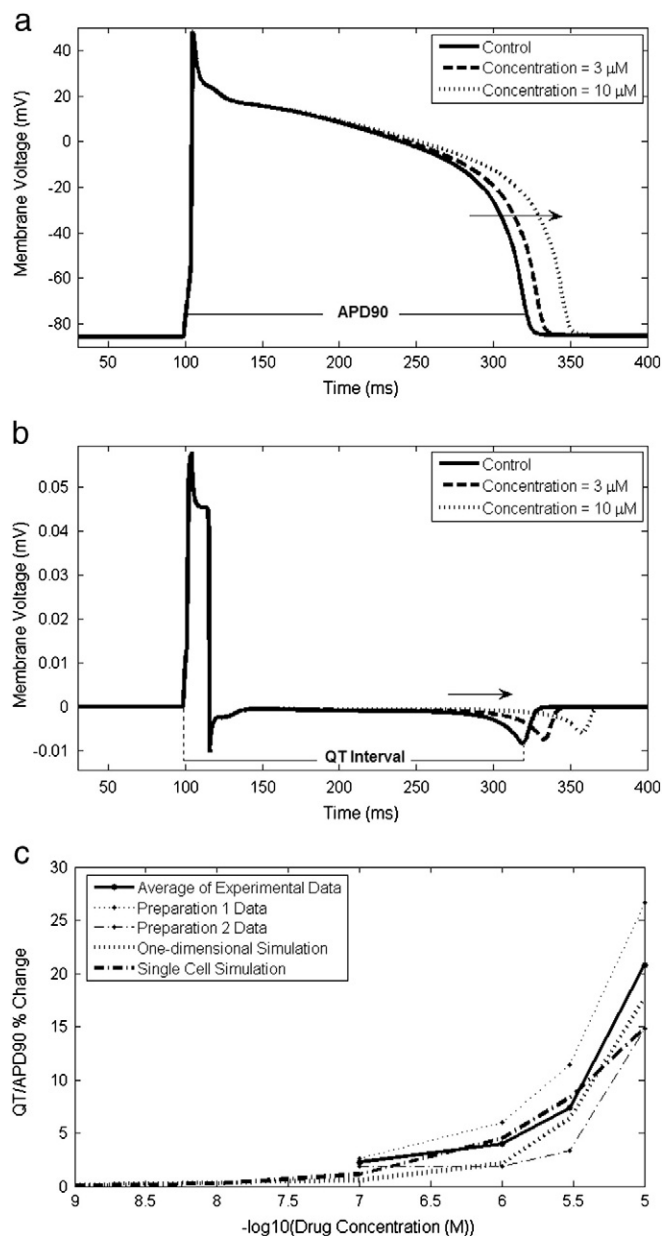 a
Control
Concentration = 3 µM
Concentration = 10 µM
Membrane Voltage (mV)
40
20
0
-20
-40
-60
-80
APD90
50 100 150 200 250 300 350 400
Time (ms)
b
Control
Concentration = 3 µM
Concentration = 10 µM
Membrane Voltage (mV)
0.05
0.04
0.03
0.02
0.01
0
-0.01
QT Interval
50 100 150 200 250 300 350 400
Time (ms)
c
Average of Experimental Data
Preparation 1 Data
Preparation 2 Data
One-dimensional Simulation
Single Cell Simulation
QT/APD90 % Change
30
25
20
15
10
5
0
9 8.5 8 7.5 7 6.5 6 5.5 5
-log10(Drug Concentration (M))